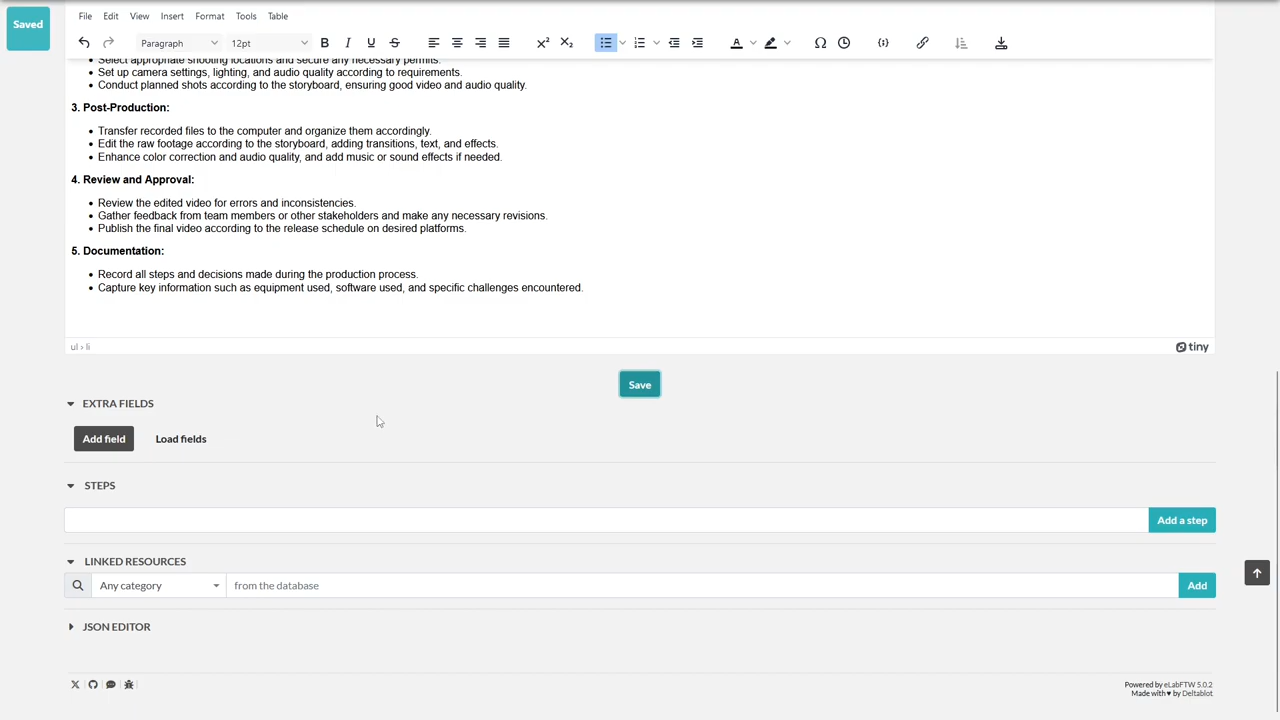 Saved
File Edit View Insert Format Tools Table
Paragraph 12pt B I U S X² X₂ A Ω
Select appropriate shooting locations and secure any necessary permits.
Set up camera settings, lighting, and audio quality according to requirements.
Conduct planned shots according to the storyboard, ensuring good video and audio quality.
3. Post-Production:
Transfer recorded files to the computer and organize them accordingly.
Edit the raw footage according to the storyboard, adding transitions, text, and effects.
Enhance color correction and audio quality, and add music or sound effects if needed.
4. Review and Approval:
Review the edited video for errors and inconsistencies.
Gather feedback from team members or other stakeholders and make any necessary revisions.
Publish the final video according to the release schedule on desired platforms.
5. Documentation:
Record all steps and decisions made during the production process.
Capture key information such as equipment used, software used, and specific challenges encountered.
ul › li
tiny
Save
EXTRA FIELDS
Add field Load fields
STEPS
Add a step
LINKED RESOURCES
Any category from the database Add
JSON EDITOR
Powered by eLabFTW 5.0.2
Made with ♥ by Deltablot